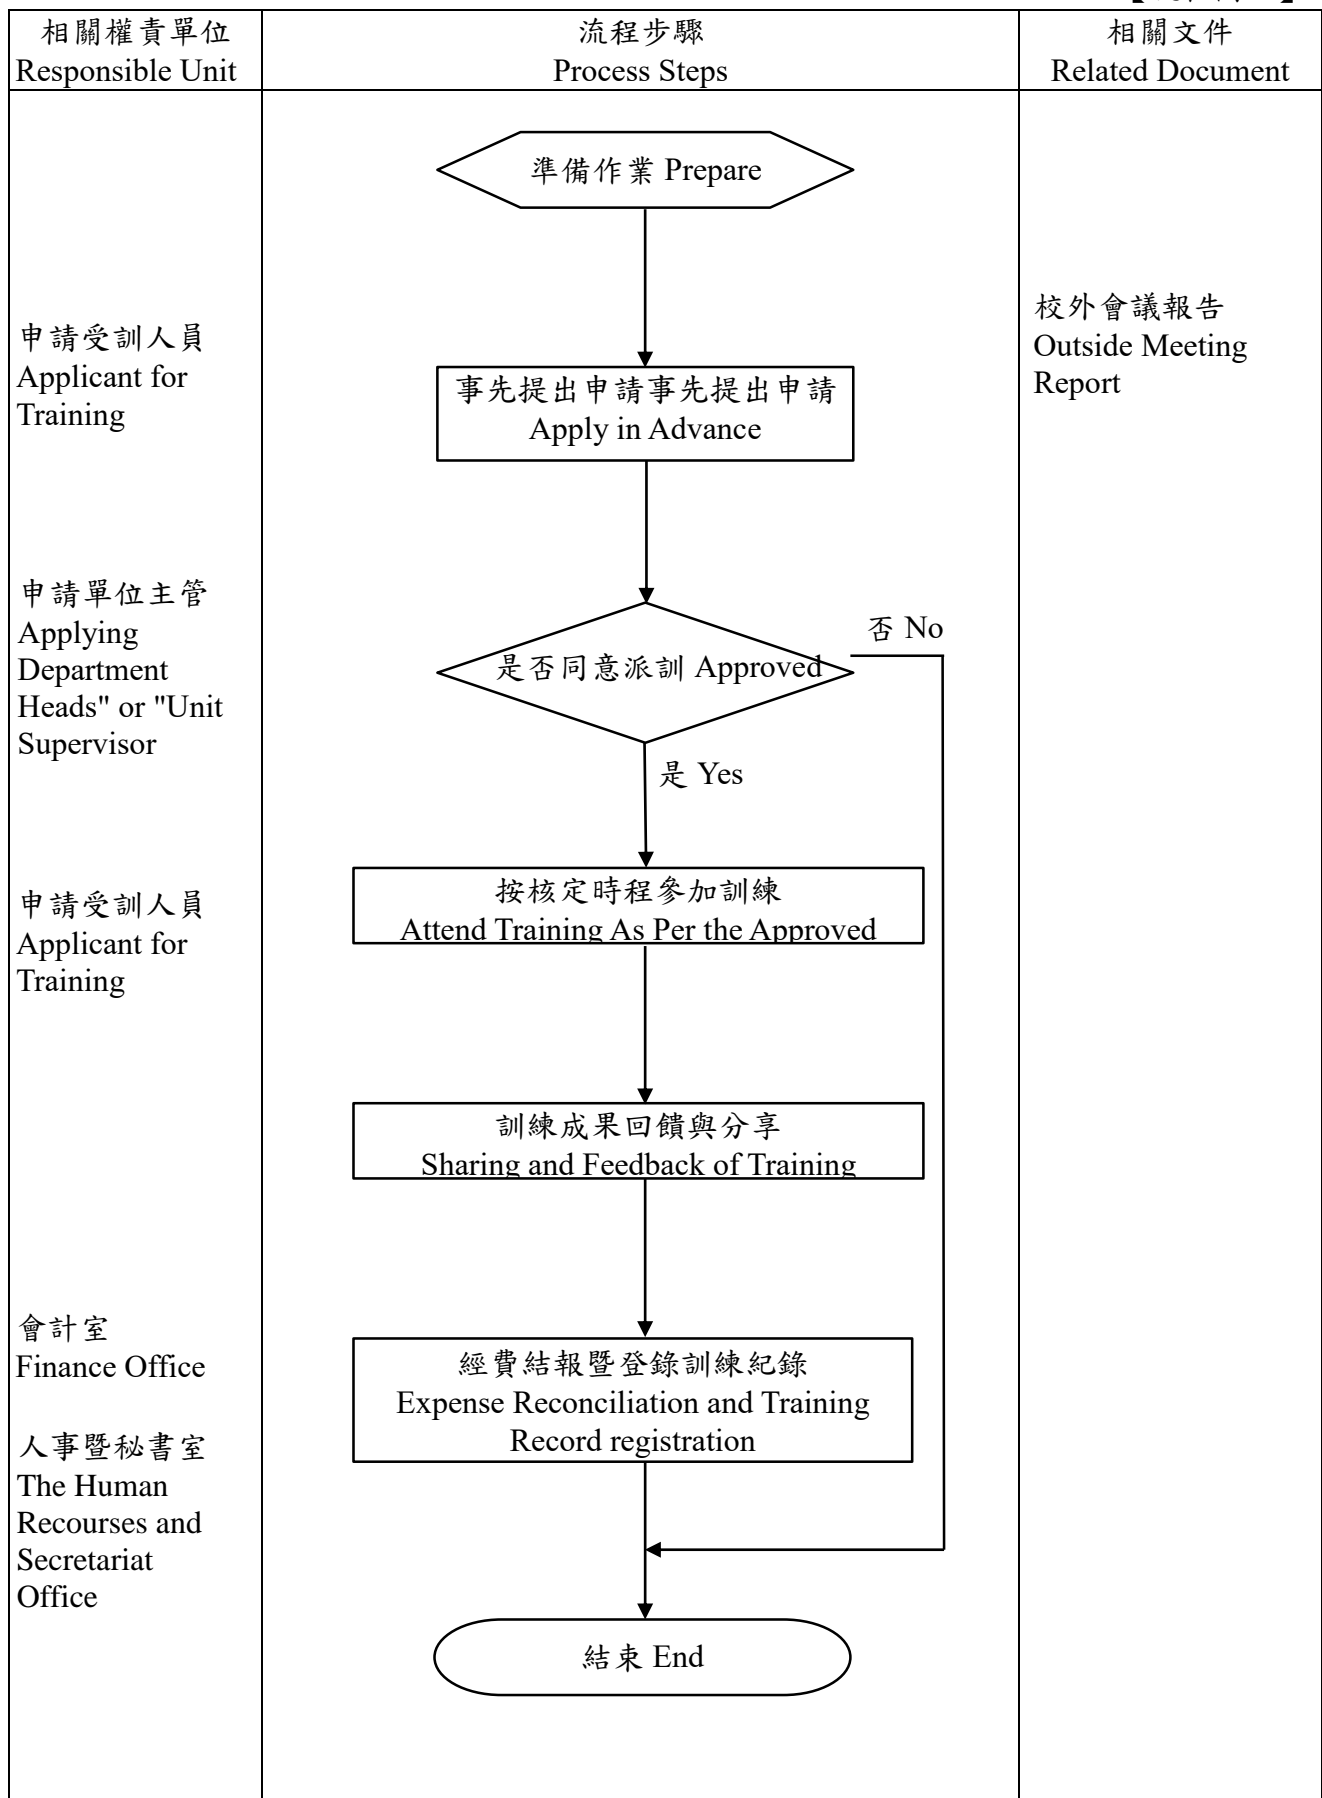 相關權責單位
Responsible Unit
流程步驟
Process Steps
相關文件
Related Document
準備作業 Prepare
申請受訓人員
Applicant for
Training
事先提出申請事先提出申請
Apply in Advance
校外會議報告
Outside Meeting
Report
申請單位主管
Applying
Department
Heads" or "Unit
Supervisor
是否同意派訓 Approved
否 No
是 Yes
申請受訓人員
Applicant for
Training
按核定時程參加訓練
Attend Training As Per the Approved
訓練成果回饋與分享
Sharing and Feedback of Training
會計室
Finance Office
人事暨秘書室
The Human
Recourses and
Secretariat
Office
經費結報暨登錄訓練紀錄
Expense Reconciliation and Training
Record registration
結束 End